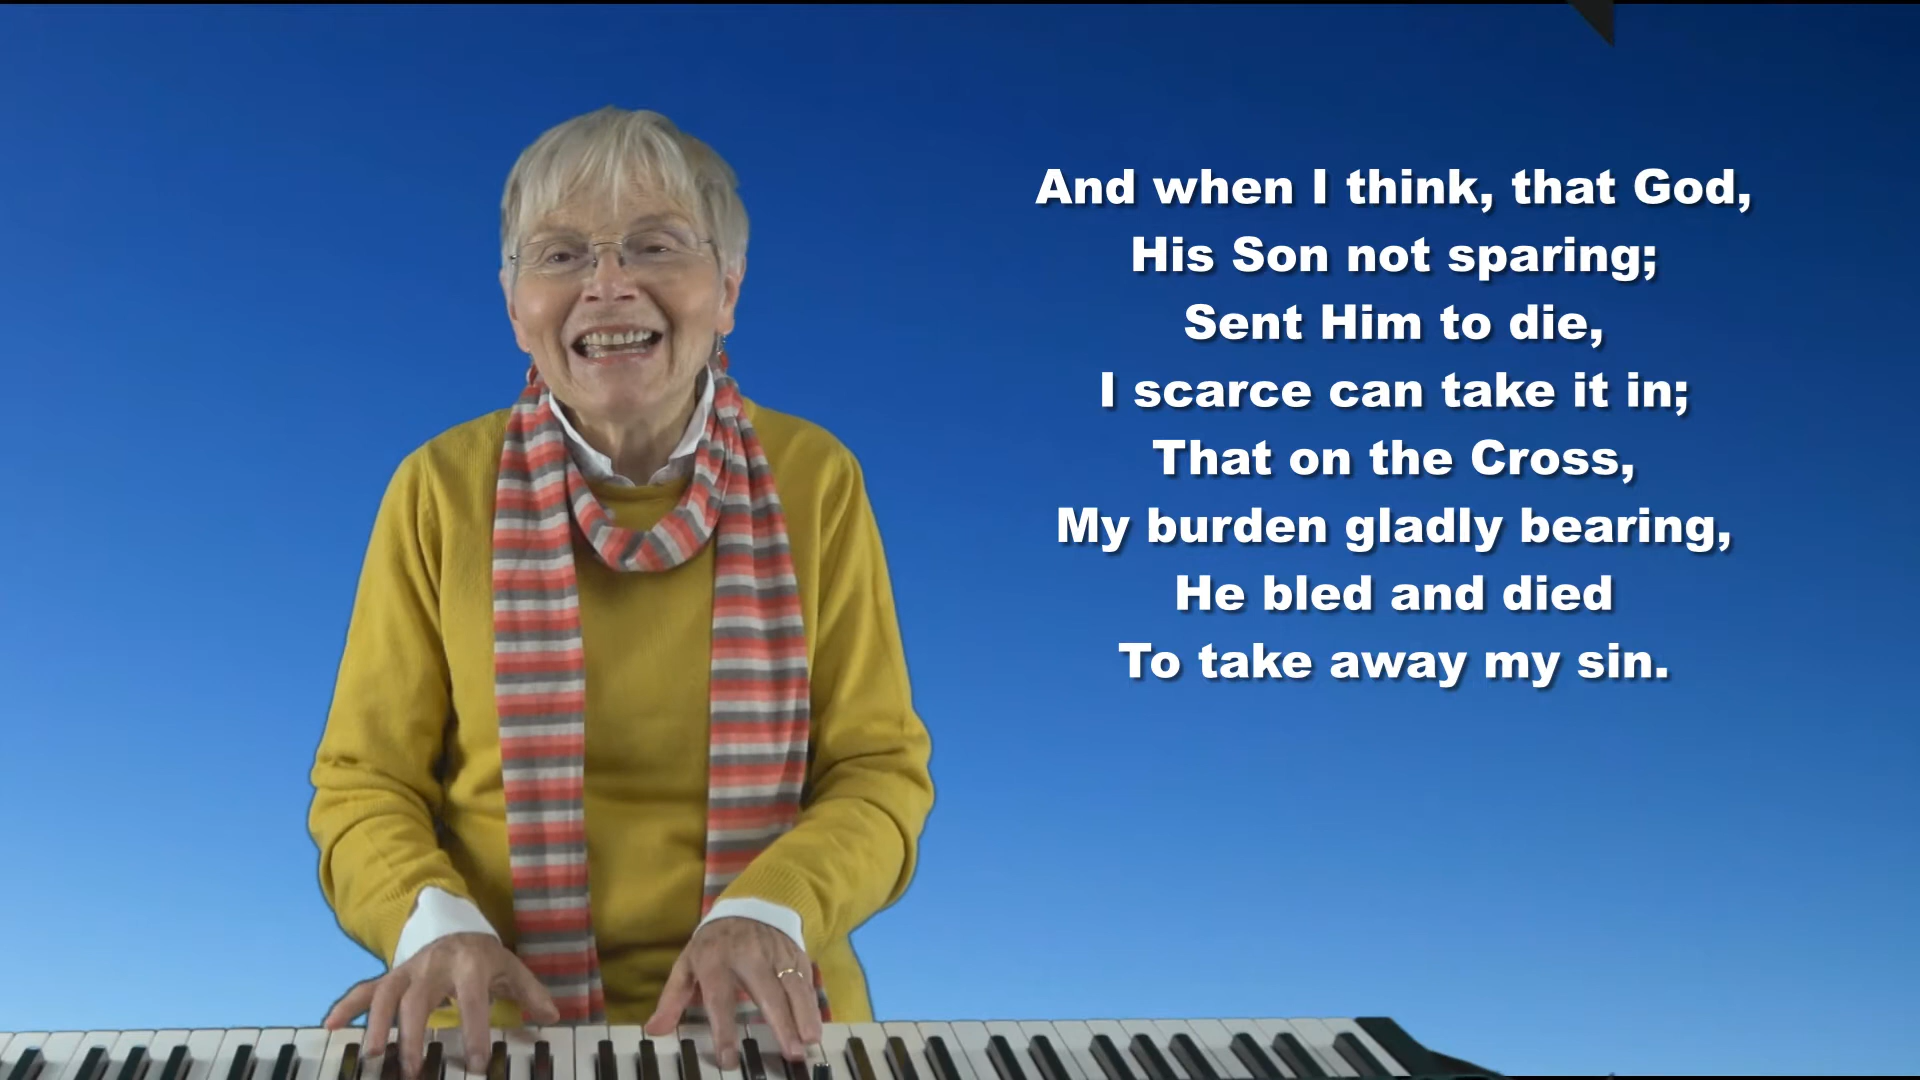 And when I think, that God,
His Son not sparing;
Sent Him to die,
I scarce can take it in;
That on the Cross,
My burden gladly bearing,
He bled and died
To take away my sin.